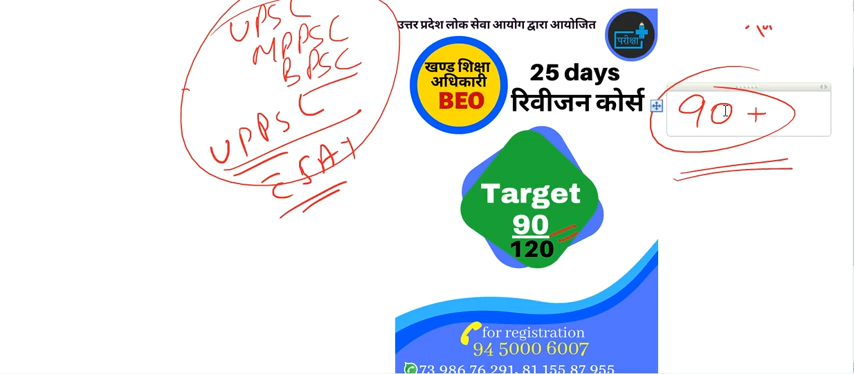 UPSC
MPPSC
BPSC
UPPSC
उत्तर प्रदेश लोक सेवा आयोग द्वारा आयोजित
परीक्षा
खण्ड शिक्षा
अधिकारी
BEO
25 days
रिवीजन कोर्स
90 +
Target
90
120
for registration
94 5000 6007
73 986 76 291, 81 155 87 955